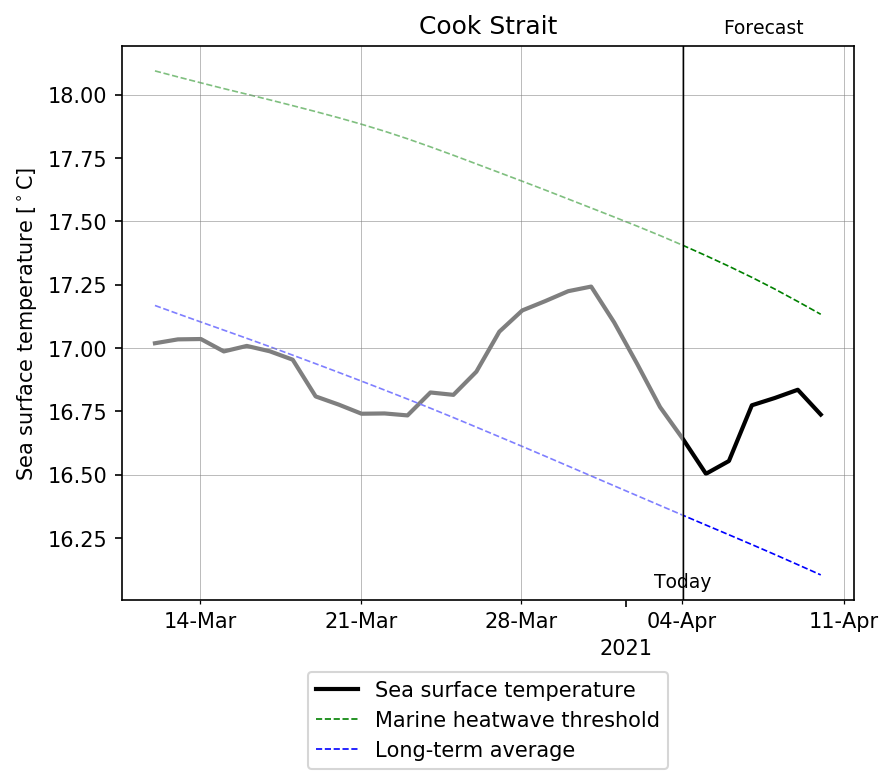 Cook Strait
Forecast
Sea surface temperature [°C]
18.00
17.75
17.50
17.25
17.00
16.75
16.50
16.25
Today
14-Mar 21-Mar 28-Mar 04-Apr 11-Apr
2021
Sea surface temperature
Marine heatwave threshold
Long-term average